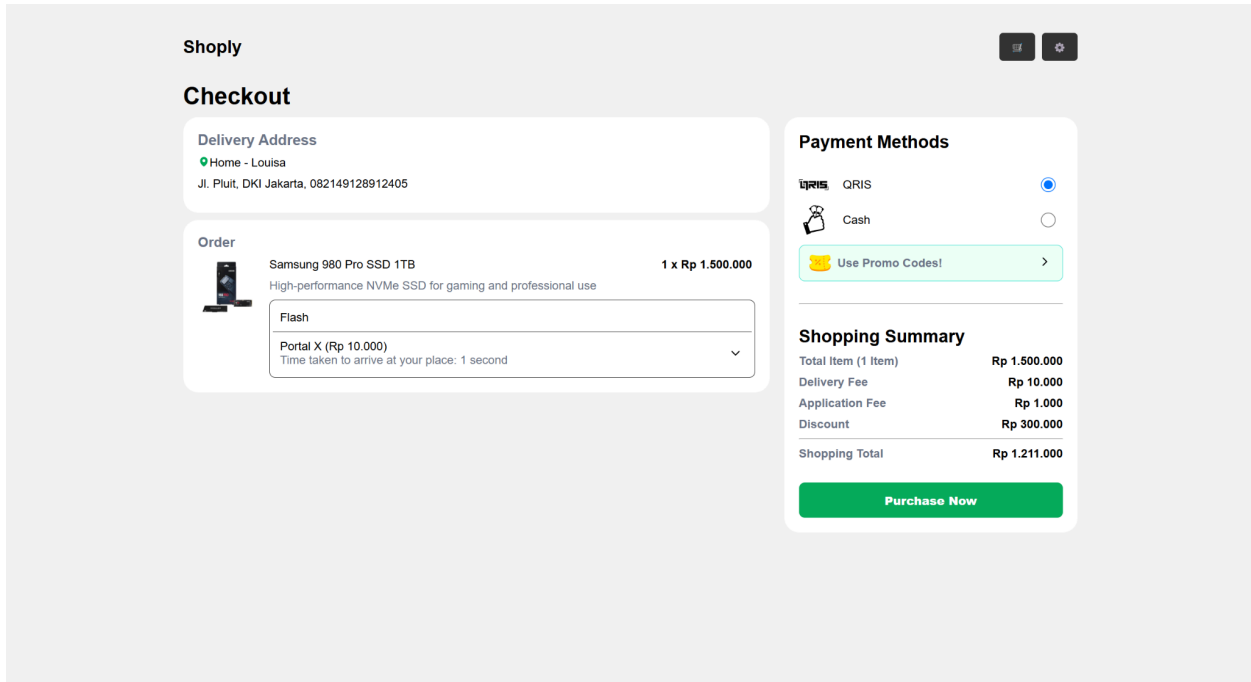 Shoply
Checkout
Delivery Address
Home - Louisa
Jl. Pluit, DKI Jakarta, 082149128912405
Order
Samsung 980 Pro SSD 1TB
1 x Rp 1.500.000
High-performance NVMe SSD for gaming and professional use
Flash
Portal X (Rp 10.000)
Time taken to arrive at your place: 1 second
Payment Methods
QRIS QRIS
Cash
Use Promo Codes!
Shopping Summary
Total Item (1 Item) Rp 1.500.000
Delivery Fee Rp 10.000
Application Fee Rp 1.000
Discount Rp 300.000
Shopping Total Rp 1.211.000
Purchase Now